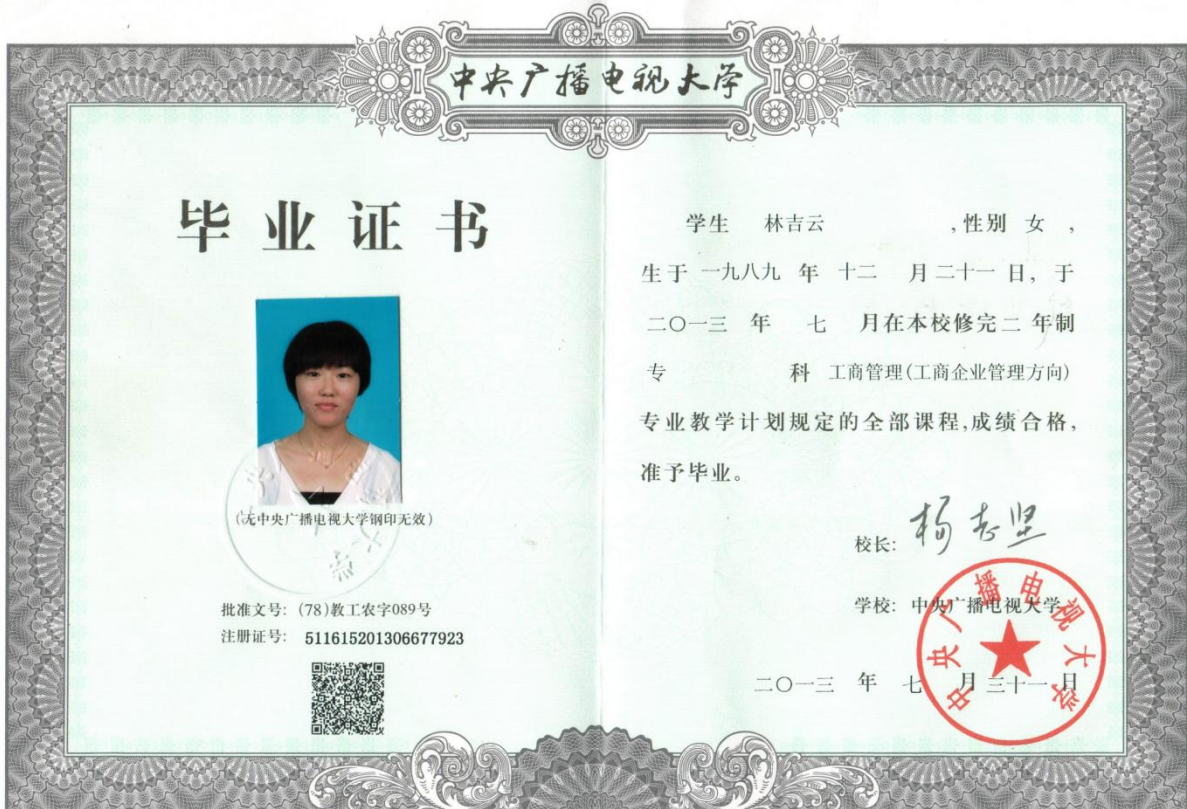 中央广播电视大学
毕业证书
(无中央广播电视大学钢印无效)
批准文号: (78)教工农字089号
注册证号: 511615201306677923
学生 林吉云 ,性别 女 ,
生于 一九八九 年 十二 月二十一 日, 于
二〇一三 年 七 月在本校修完二 年制
专 科 工商管理(工商企业管理方向)
专业教学计划规定的全部课程,成绩合格,
准予毕业。
校长: 杨志坚
学校: 中央广播电视大学
二〇一三 年 七 月三十一日
中央广播电视大学